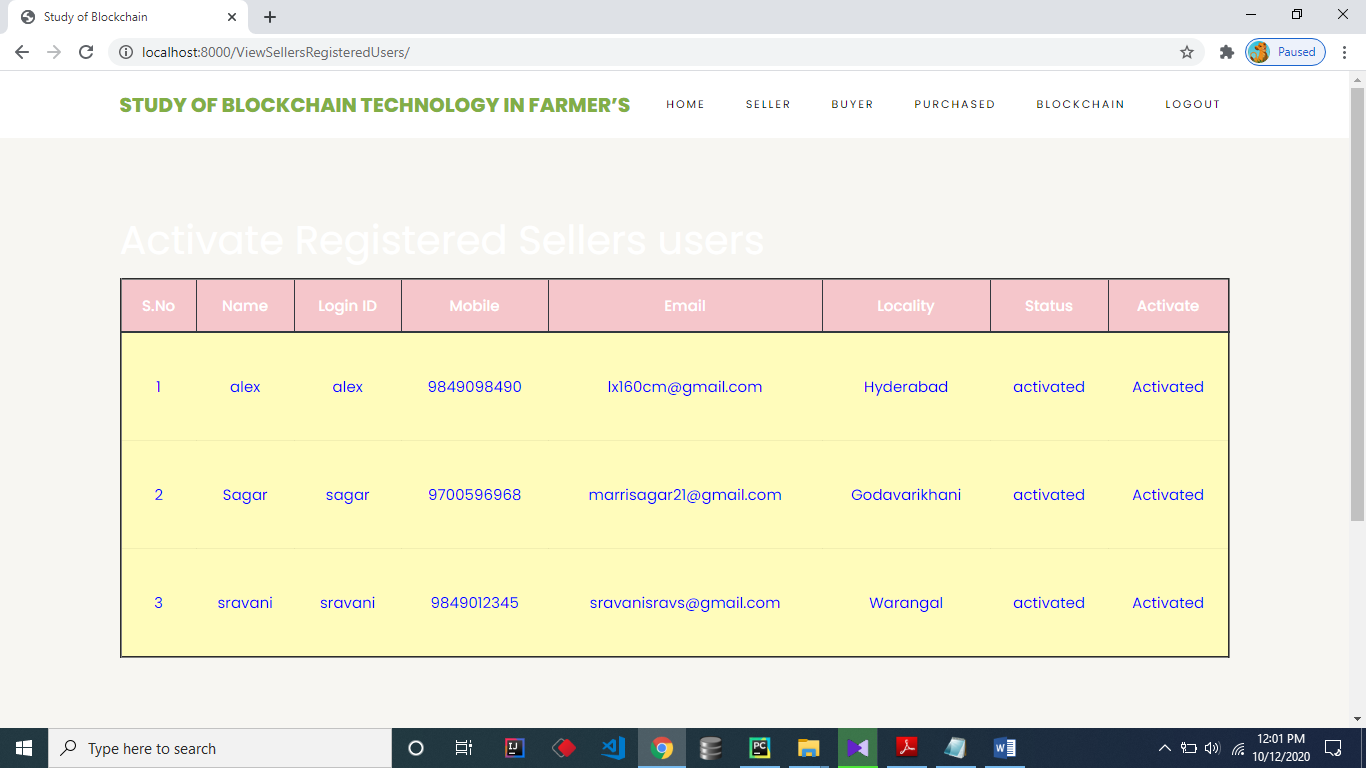 Study of Blockchain
localhost:8000/ViewSellersRegisteredUsers/
Paused
STUDY OF BLOCKCHAIN TECHNOLOGY IN FARMER’S HOME SELLER BUYER PURCHASED BLOCKCHAIN LOGOUT
Activate Registered Sellers users
S.No Name Login ID Mobile Email Locality Status Activate
1 alex alex 9849098490 lx160cm@gmail.com Hyderabad activated Activated
2 Sagar sagar 9700596968 marrisagar21@gmail.com Godavarikhani activated Activated
3 sravani sravani 9849012345 sravanisravs@gmail.com Warangal activated Activated
Type here to search
12:01 PM
10/12/2020